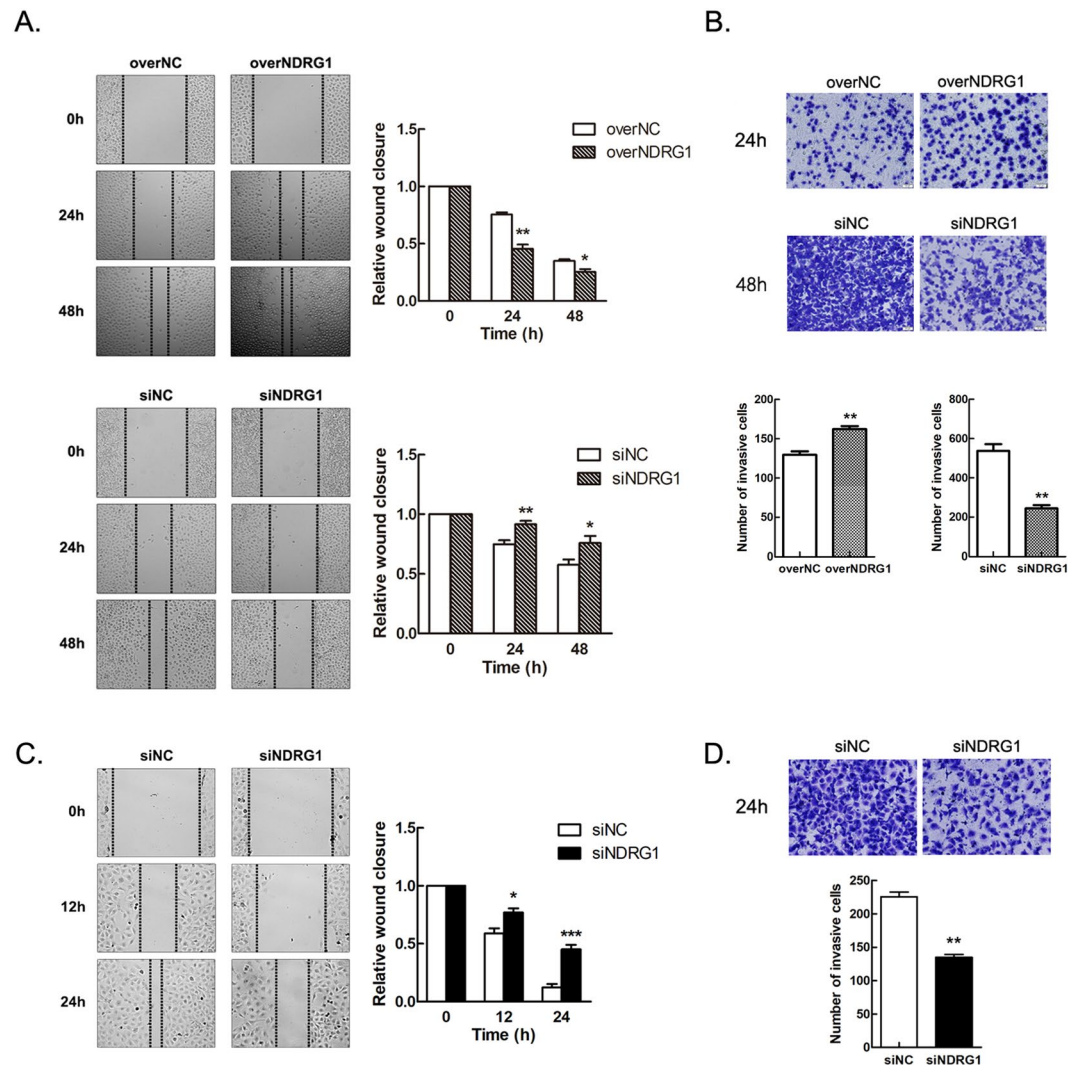 A.
overNC overNDRG1
0h
24h
48h
Relative wound closure
1.5
1.0
0.5
0.0
overNC
overNDRG1
**
*
0 24 48
Time (h)
siNC siNDRG1
0h
24h
48h
Relative wound closure
1.5
1.0
0.5
0.0
siNC
siNDRG1
**
*
0 24 48
Time (h)
B.
overNC overNDRG1
24h
siNC siNDRG1
48h
Number of invasive cells
200
150
100
50
0
**
overNC overNDRG1
Number of invasive cells
800
600
400
200
0
**
siNC siNDRG1
C.
siNC siNDRG1
0h
12h
24h
Relative wound closure
1.5
1.0
0.5
0.0
siNC
siNDRG1
*
***
0 12 24
Time (h)
D.
siNC siNDRG1
24h
Number of invasive cells
250
200
150
100
50
0
**
siNC siNDRG1